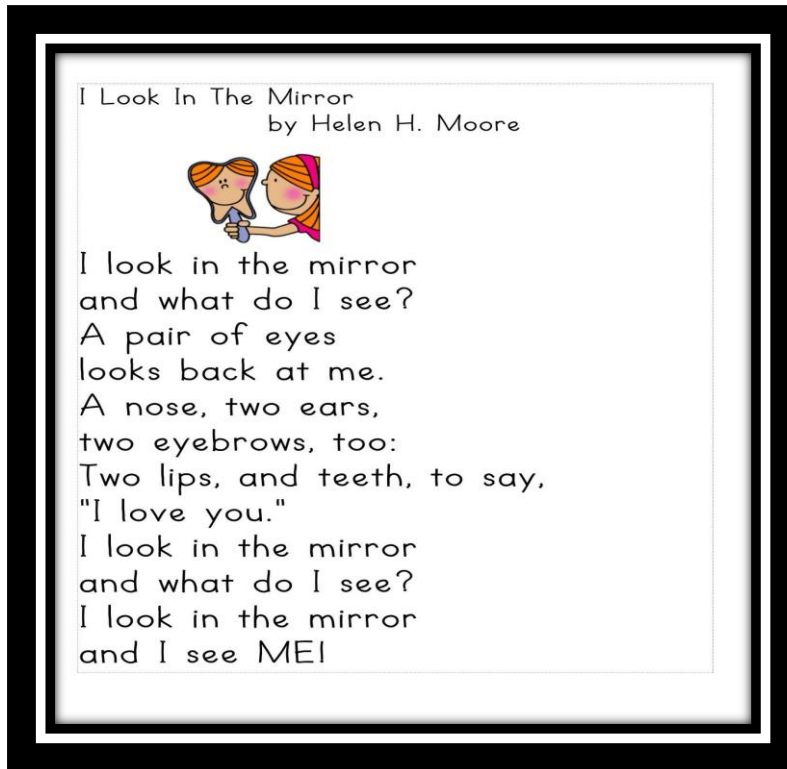 I Look In The Mirror
by Helen H. Moore
I look in the mirror
and what do I see?
A pair of eyes
looks back at me.
A nose, two ears,
two eyebrows, too:
Two lips, and teeth, to say,
"I love you."
I look in the mirror
and what do I see?
I look in the mirror
and I see ME!